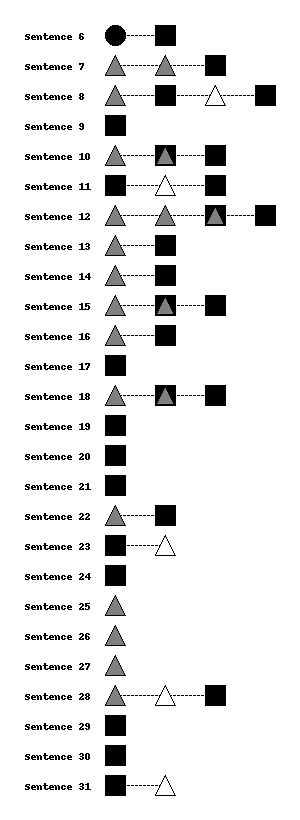 Sentence 6
Sentence 7
Sentence 8
Sentence 9
Sentence 10
Sentence 11
Sentence 12
Sentence 13
Sentence 14
Sentence 15
Sentence 16
Sentence 17
Sentence 18
Sentence 19
Sentence 20
Sentence 21
Sentence 22
Sentence 23
Sentence 24
Sentence 25
Sentence 26
Sentence 27
Sentence 28
Sentence 29
Sentence 30
Sentence 31